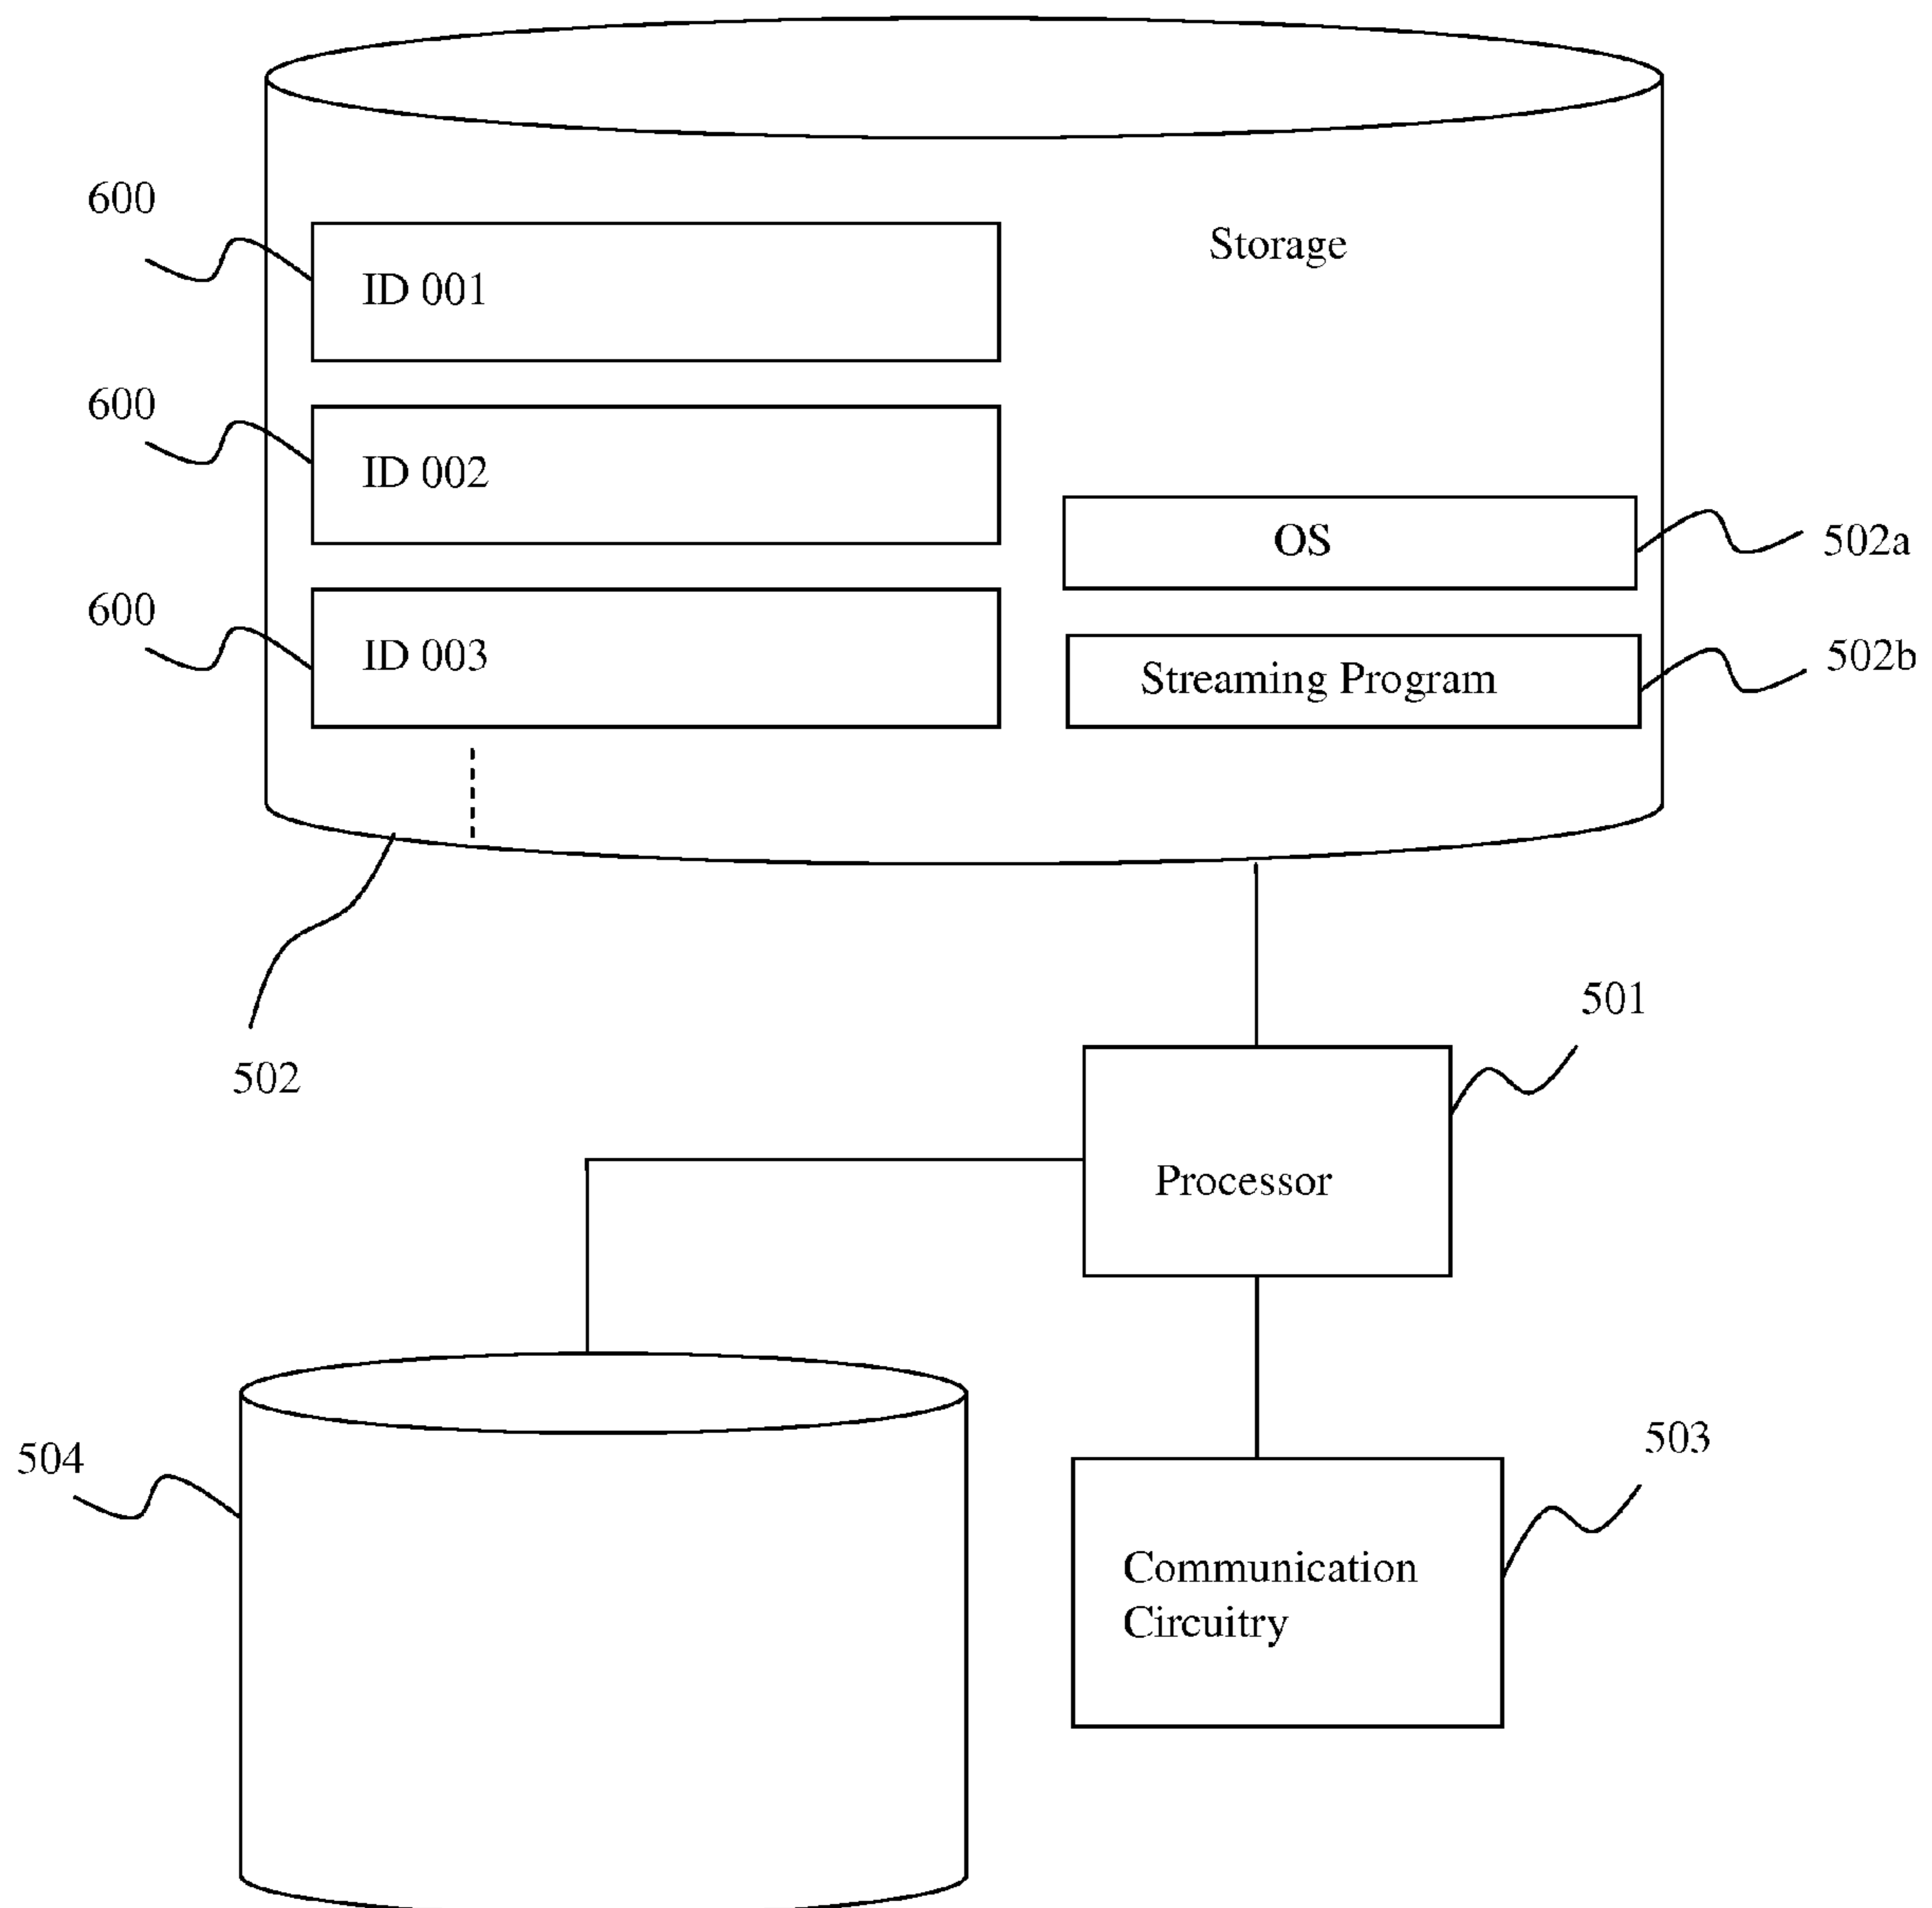 600
Storage
ID 001
600
ID 002
OS
502a
600
ID 003
Streaming Program
502b
502
501
Processor
504
503
Communication
Circuitry